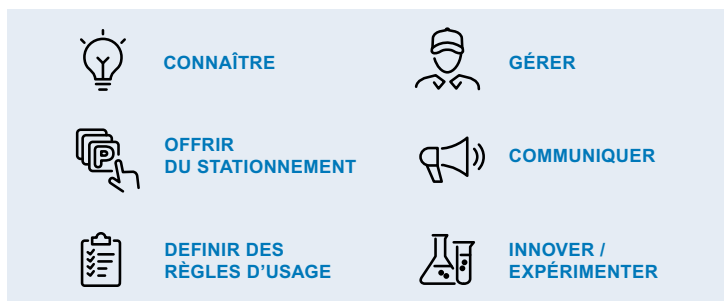 CONNAÎTRE
GÉRER
OFFRIR
DU STATIONNEMENT
P
COMMUNIQUER
DEFINIR DES
RÈGLES D'USAGE
INNOVER /
EXPÉRIMENTER